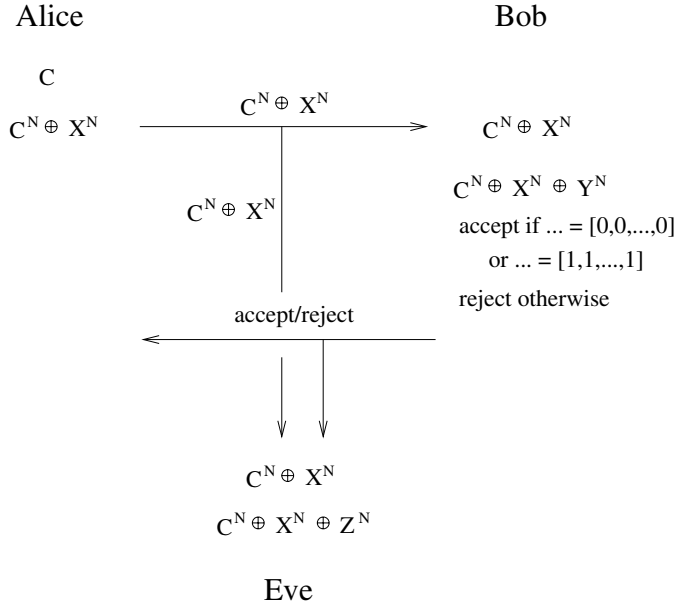 Alice Bob
C
C^N ⊕ X^N
C^N ⊕ X^N
C^N ⊕ X^N
C^N ⊕ X^N ⊕ Y^N
C^N ⊕ X^N
accept if ... = [0,0,...,0]
or ... = [1,1,...,1]
reject otherwise
accept/reject
C^N ⊕ X^N
C^N ⊕ X^N ⊕ Z^N
Eve